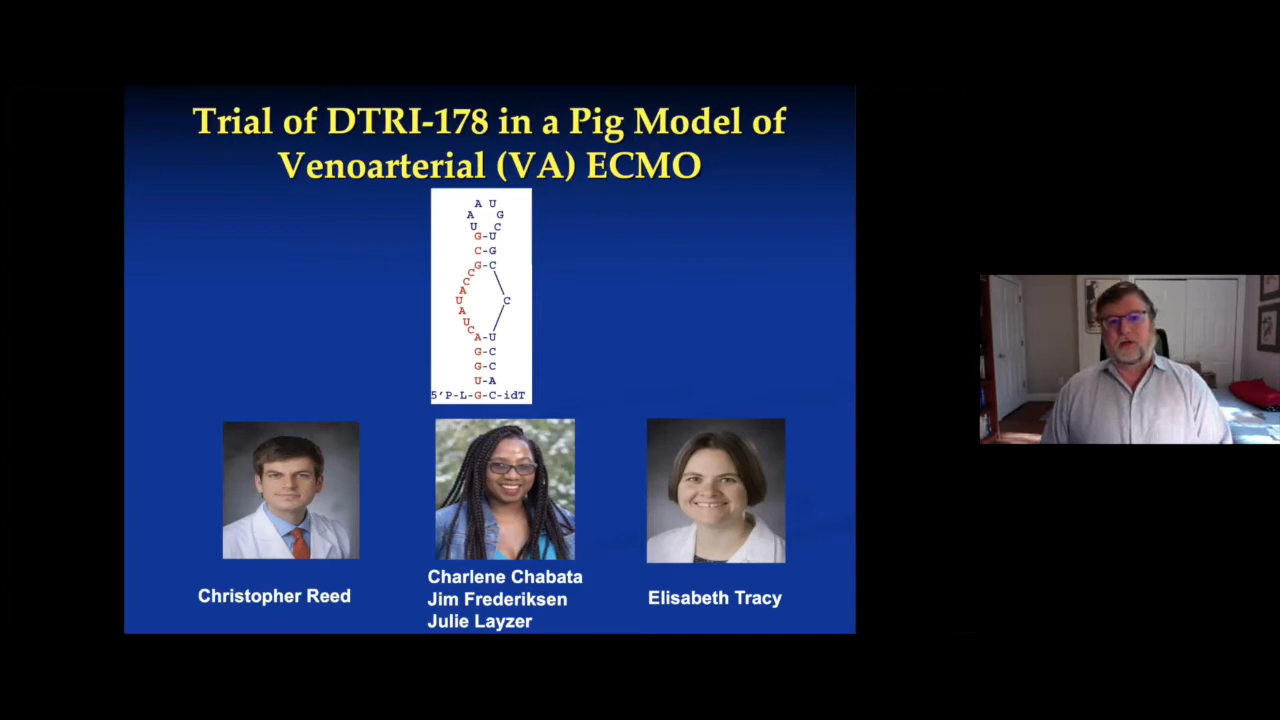 Trial of DTRI-178 in a Pig Model of
Venoarterial (VA) ECMO
A U
A G
U C
G-U
C-G
G-C
C
C
A
U C
A
U
C A-U
G-C
G-C
U-A
5'P-L-G-C-idT
Christopher Reed
Charlene Chabata
Jim Frederiksen
Julie Layzer
Elisabeth Tracy